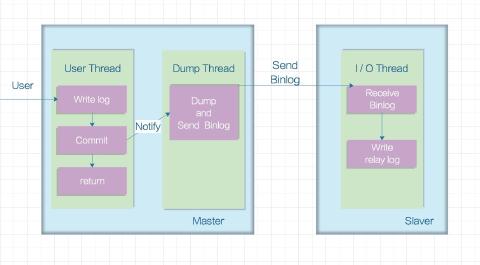 User
User Thread
Write log
Commit
return
Notify
Dump Thread
Dump
and
Send Binlog
Master
Send
Binlog
I / O Thread
Receive
Binlog
Write
relay log
Slaver